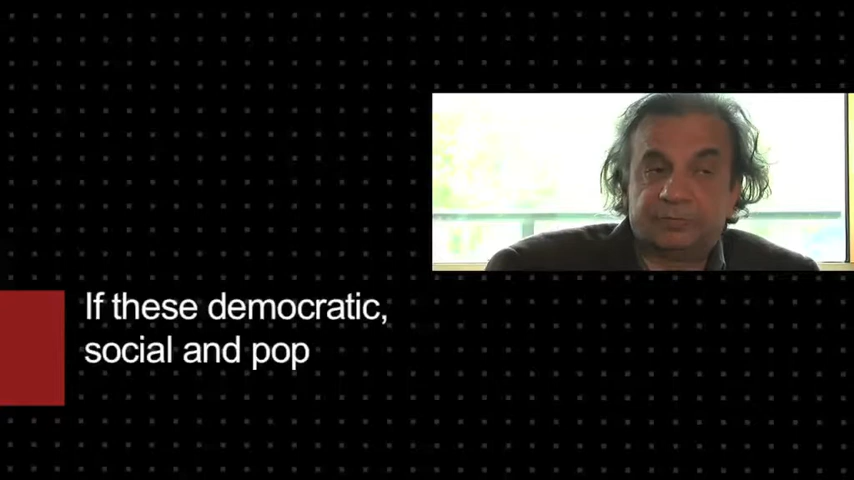 If these democratic,
social and pop